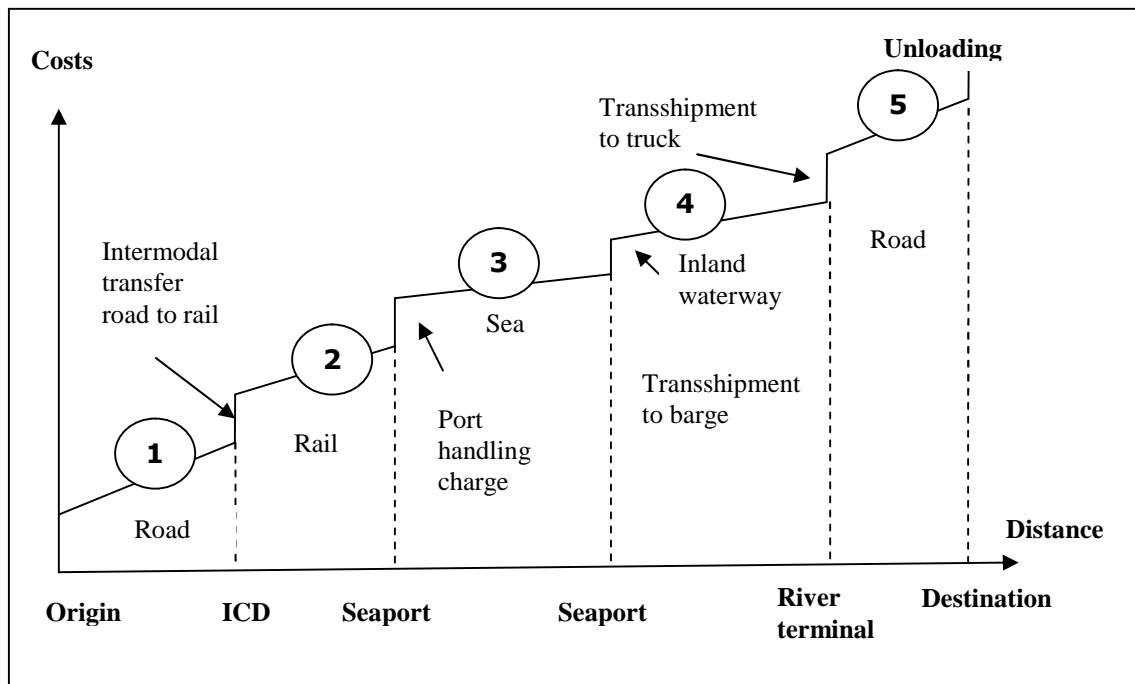 Costs
Unloading
Transshipment
to truck
5
4
Intermodal
transfer
road to rail
3
Inland
waterway
Road
Sea
2
Transshipment
to barge
Port
handling
charge
1
Rail
Road
Distance
Origin
ICD
Seaport
Seaport
River
terminal
Destination